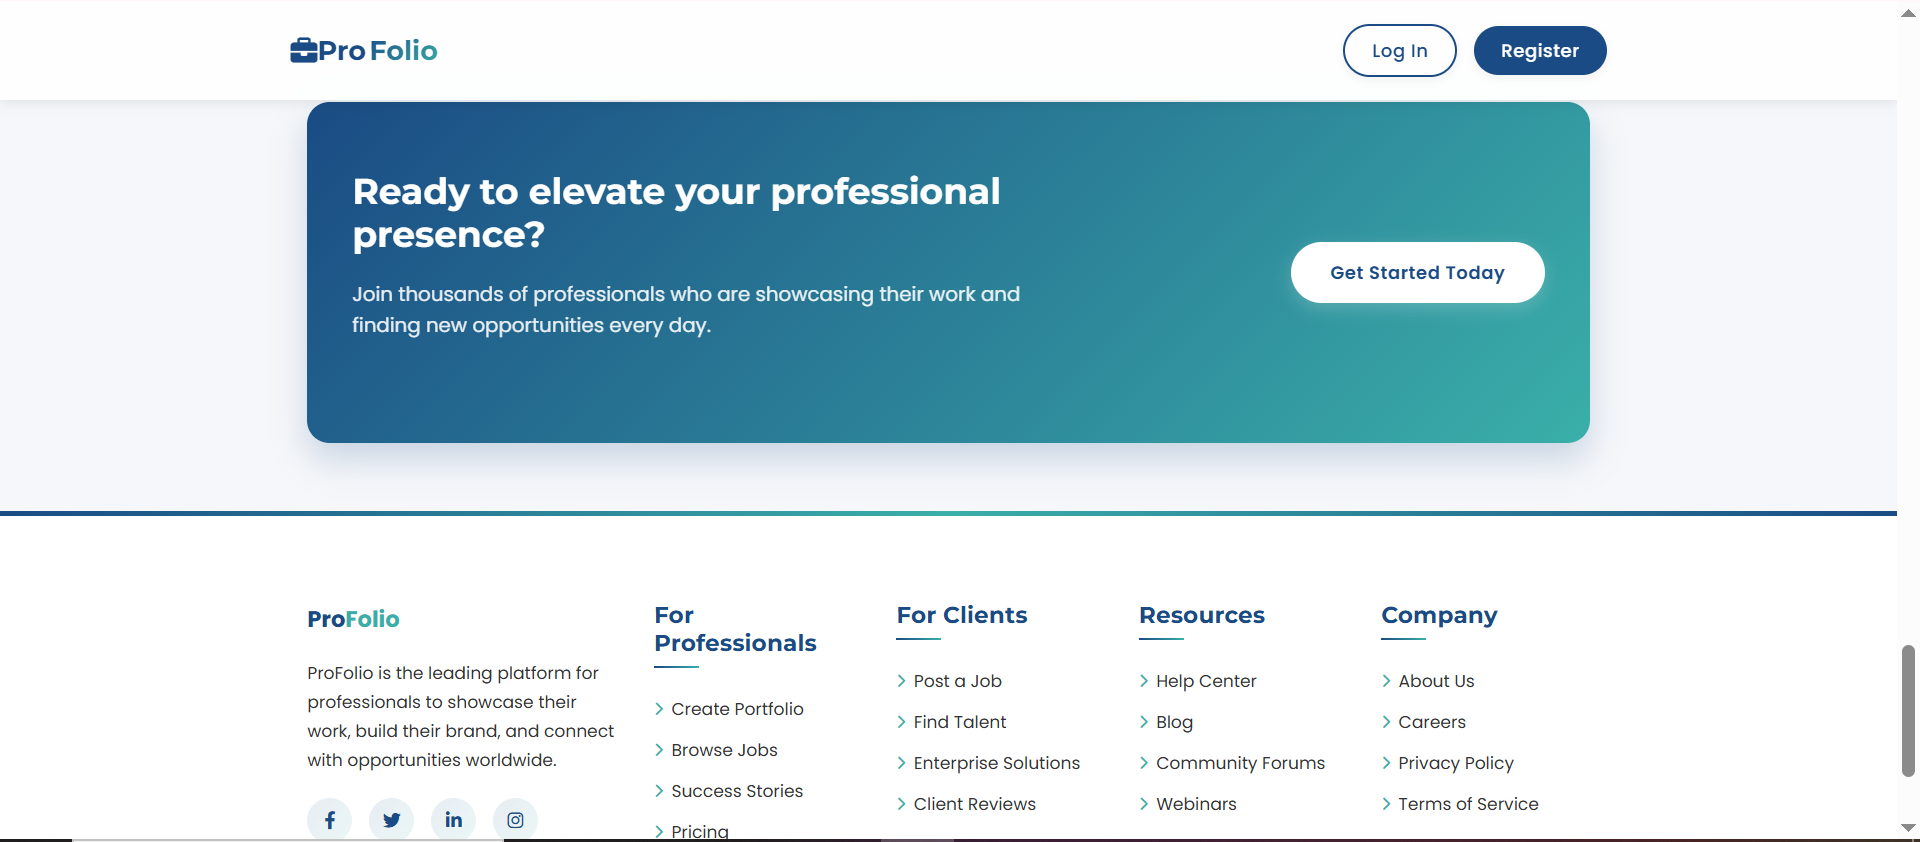 ProFolio
Log In
Register
Ready to elevate your professional
presence?
Join thousands of professionals who are showcasing their work and
finding new opportunities every day.
Get Started Today
ProFolio
ProFolio is the leading platform for
professionals to showcase their
work, build their brand, and connect
with opportunities worldwide.
For
Professionals
Create Portfolio
Browse Jobs
Success Stories
Pricing
For Clients
Post a Job
Find Talent
Enterprise Solutions
Client Reviews
Resources
Help Center
Blog
Community Forums
Webinars
Company
About Us
Careers
Privacy Policy
Terms of Service